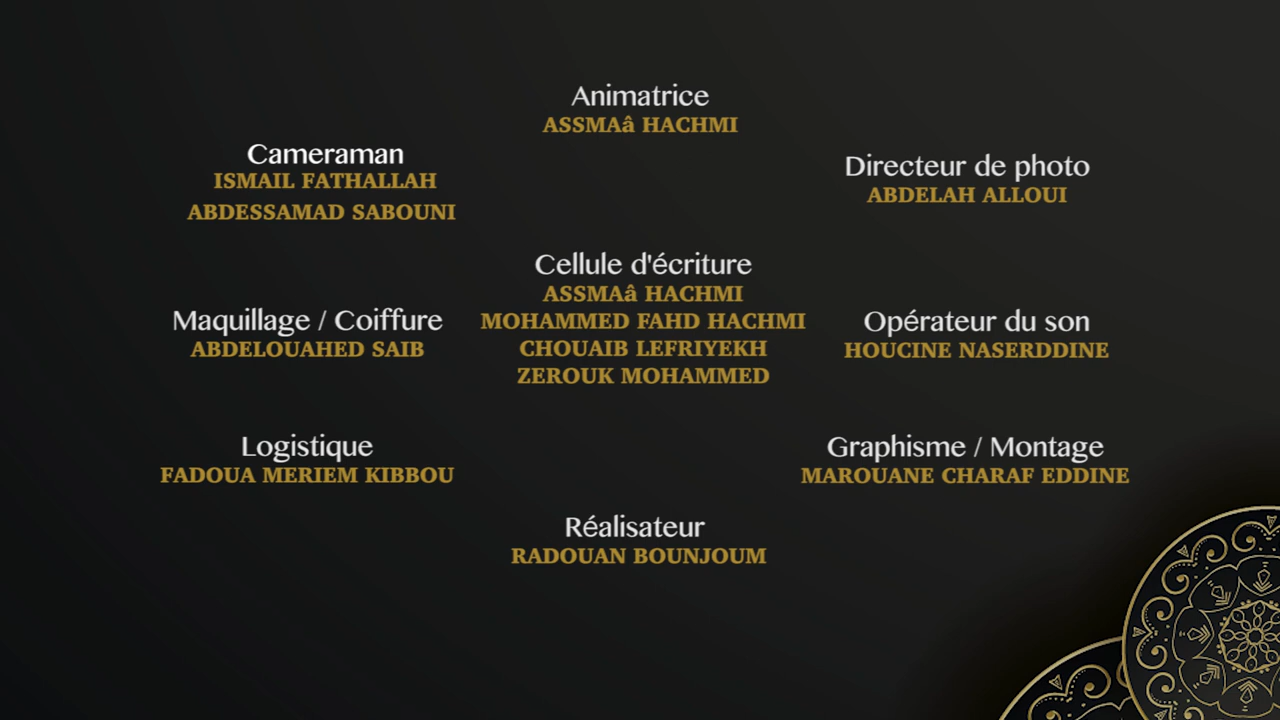 Animatrice
ASSMAâ HACHMI
Cameraman
ISMAIL FATHALLAH
ABDESSAMAD SABOUNI
Directeur de photo
ABDELAH ALLOUI
Cellule d'écriture
ASSMAâ HACHMI
MOHAMMED FAHD HACHMI
CHOUAIB LEFRIYEKH
ZEROUK MOHAMMED
Maquillage / Coiffure
ABDELOUAHED SAIB
Opérateur du son
HOUCINE NASERDDINE
Logistique
FADOUA MERIEM KIBBOU
Graphisme / Montage
MAROUANE CHARAF EDDINE
Réalisateur
RADOUAN BOUNJOUM